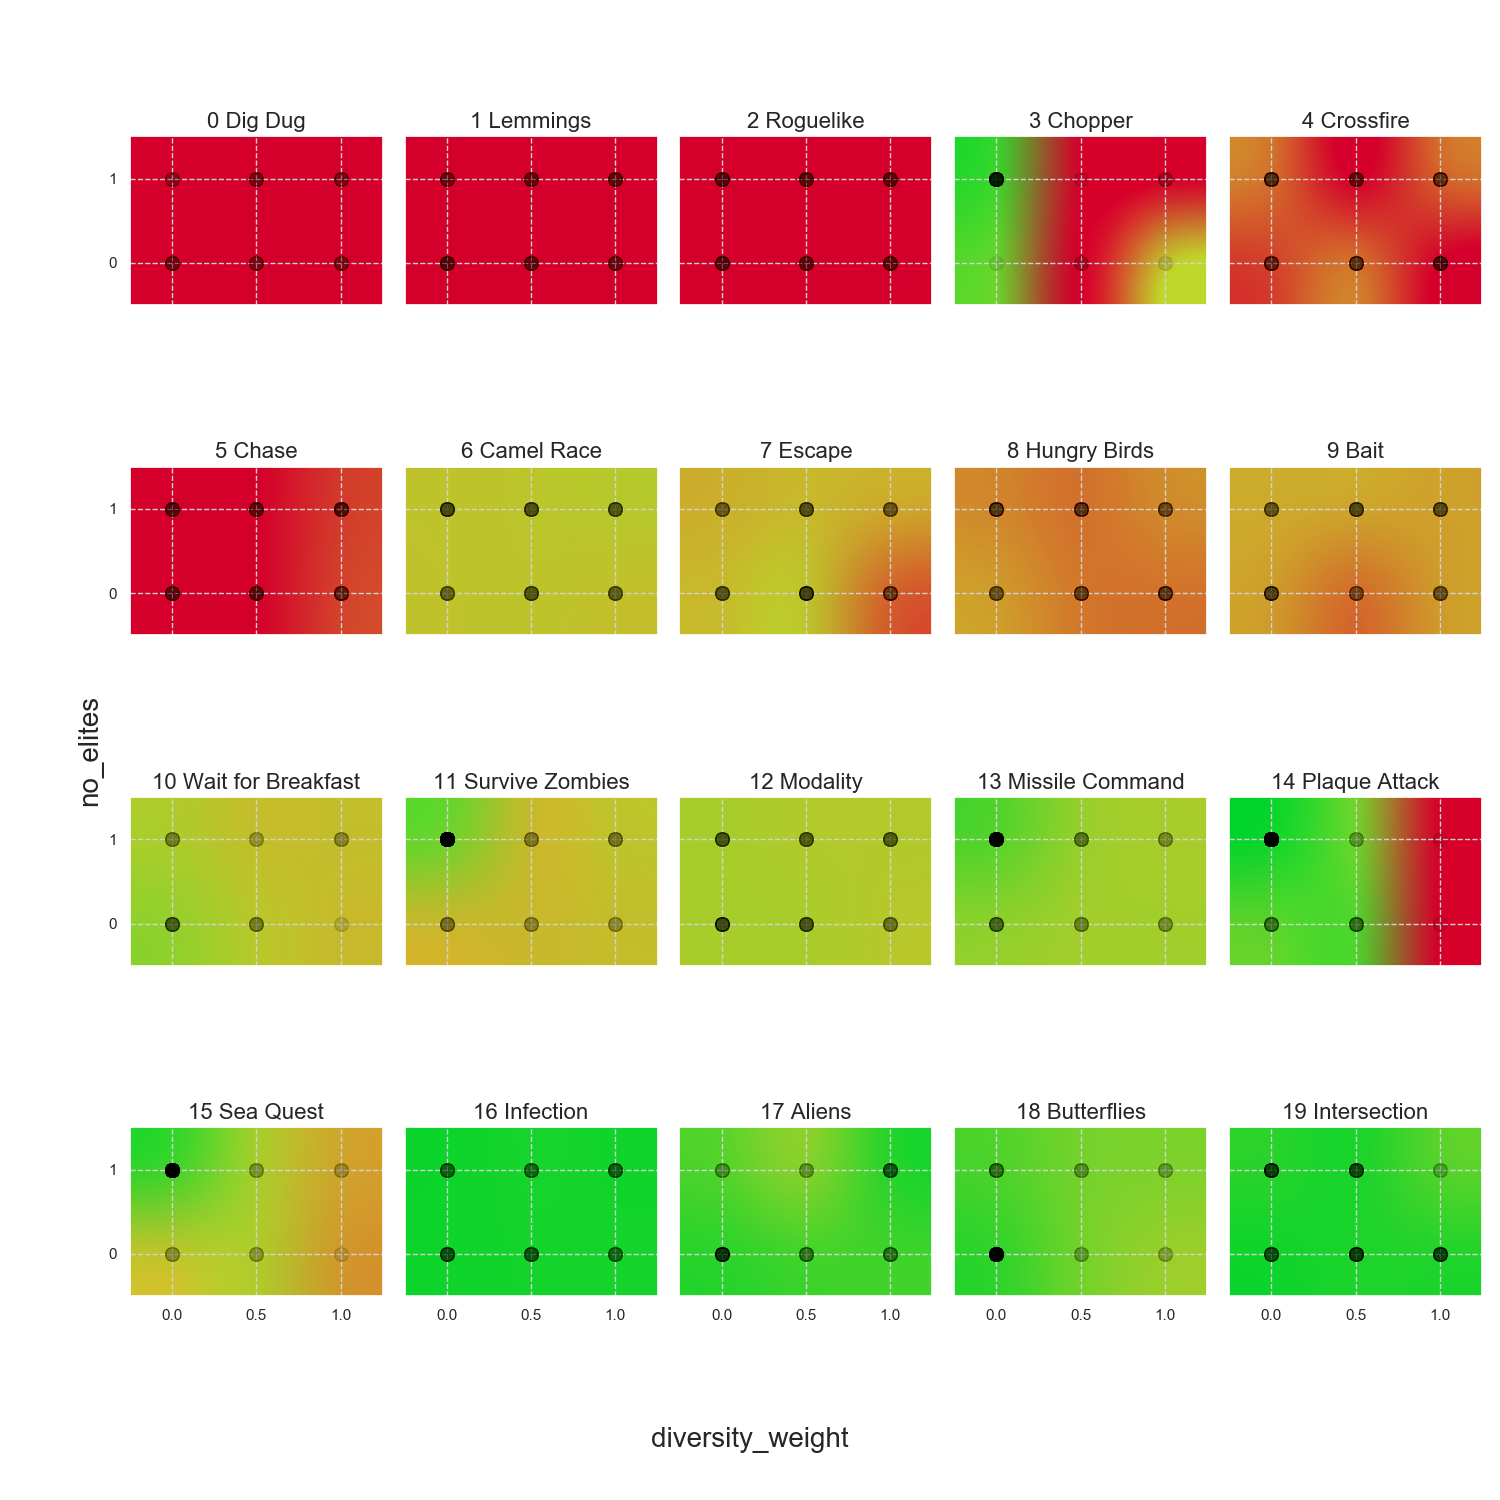 0 Dig Dug
1 Lemmings
2 Roguelike
3 Chopper
4 Crossfire
1
0
5 Chase
6 Camel Race
7 Escape
8 Hungry Birds
9 Bait
1
0
no_elites
10 Wait for Breakfast
11 Survive Zombies
12 Modality
13 Missile Command
14 Plaque Attack
1
0
15 Sea Quest
16 Infection
17 Aliens
18 Butterflies
19 Intersection
1
0
0.0 0.5 1.0 0.0 0.5 1.0 0.0 0.5 1.0 0.0 0.5 1.0 0.0 0.5 1.0
diversity_weight